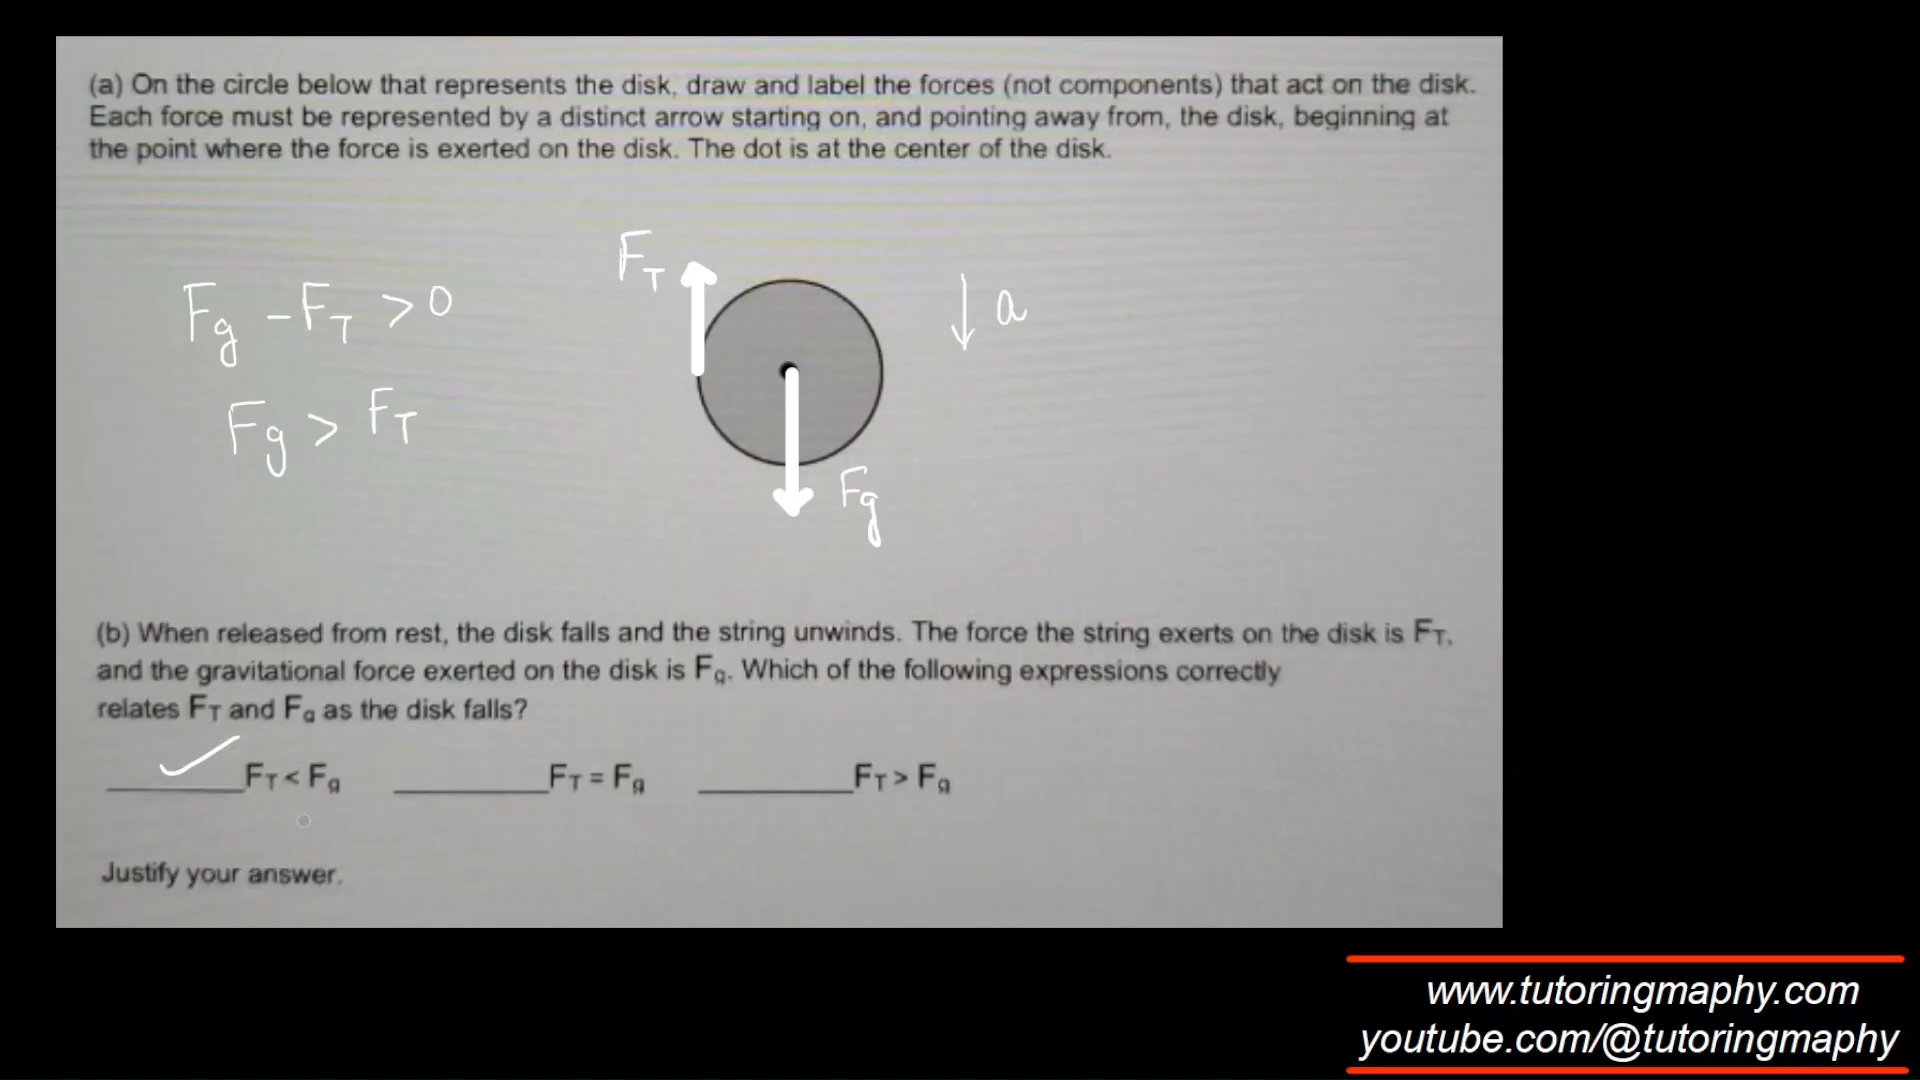 (a) On the circle below that represents the disk, draw and label the forces (not components) that act on the disk.
Each force must be represented by a distinct arrow starting on, and pointing away from, the disk, beginning at
the point where the force is exerted on the disk. The dot is at the center of the disk.
Fg - FT > 0
Fg > FT
FT
a
Fg
(b) When released from rest, the disk falls and the string unwinds. The force the string exerts on the disk is FT,
and the gravitational force exerted on the disk is Fg. Which of the following expressions correctly
relates FT and Fg as the disk falls?
______FT < Fg ______FT = Fg ______FT > Fg
Justify your answer.
www.tutoringmaphy.com
youtube.com/@tutoringmaphy